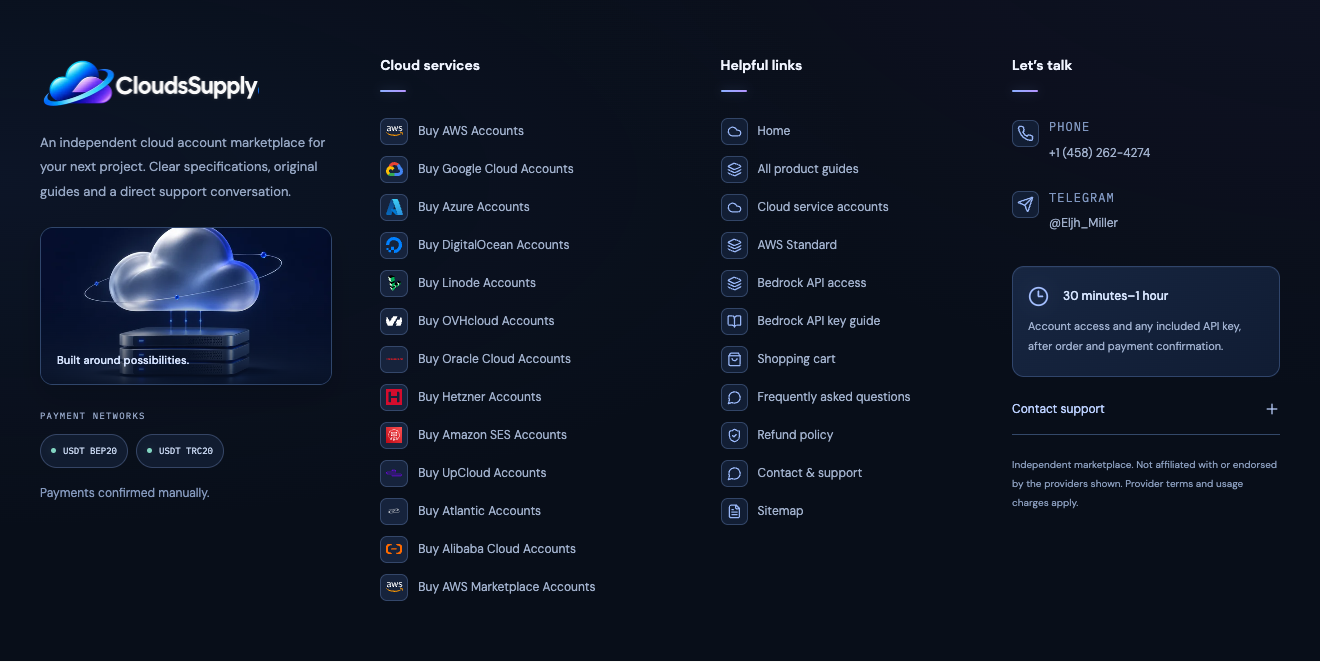 CloudsSupply
An independent cloud account marketplace for
your next project. Clear specifications, original
guides and a direct support conversation.
Built around possibilities.
PAYMENT NETWORKS
USDT BEP20
USDT TRC20
Payments confirmed manually.
Cloud services
aws
Buy AWS Accounts
Buy Google Cloud Accounts
Buy Azure Accounts
Buy DigitalOcean Accounts
Buy Linode Accounts
Buy OVHcloud Accounts
Buy Oracle Cloud Accounts
Buy Hetzner Accounts
Buy Amazon SES Accounts
Buy UpCloud Accounts
Buy Atlantic Accounts
Buy Alibaba Cloud Accounts
aws
Buy AWS Marketplace Accounts
Helpful links
Home
All product guides
Cloud service accounts
AWS Standard
Bedrock API access
Bedrock API key guide
Shopping cart
Frequently asked questions
Refund policy
Contact & support
Sitemap
Let's talk
PHONE
+1 (458) 262-4274
TELEGRAM
@Eljh_Miller
30 minutes–1 hour
Account access and any included API key,
after order and payment confirmation.
Contact support
Independent marketplace. Not affiliated with or endorsed
by the providers shown. Provider terms and usage
charges apply.